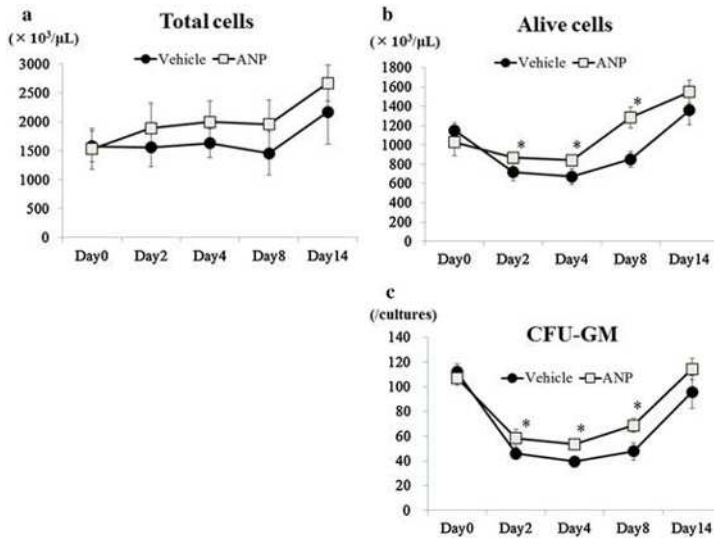 a
Total cells
(× 10³/μL)
Vehicle ANP
3000
2500
2000
1500
1000
500
0
Day0 Day2 Day4 Day8 Day14
b
Alive cells
(× 10³/μL)
Vehicle ANP
1800
1600
1400
1200
1000
800
600
400
200
0
* * *
Day0 Day2 Day4 Day8 Day14
c
(/cultures)
CFU-GM
Vehicle ANP
140
120
100
80
60
40
20
0
* * *
Day0 Day2 Day4 Day8 Day14